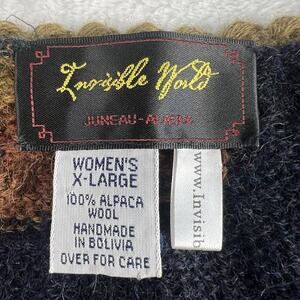 Invisible World
JUNEAU-ALASKA
WOMEN'S
X-LARGE
100% ALPACA
WOOL
HANDMADE
IN BOLIVIA
OVER FOR CARE
www.Invisib